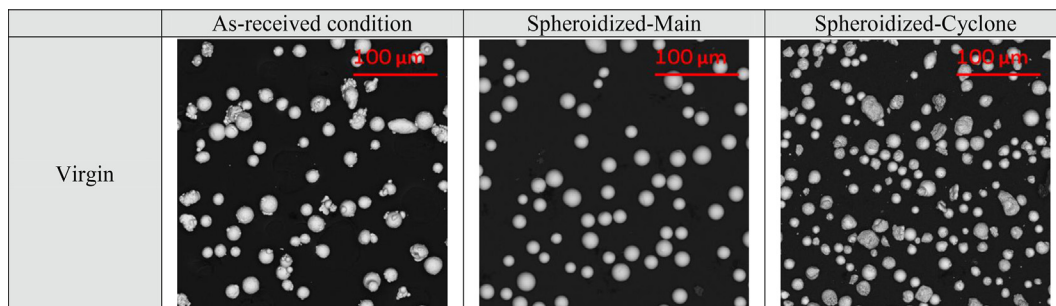 As-received condition
Spheroidized-Main
Spheroidized-Cyclone
Virgin
100 μm
100 μm
100 μm